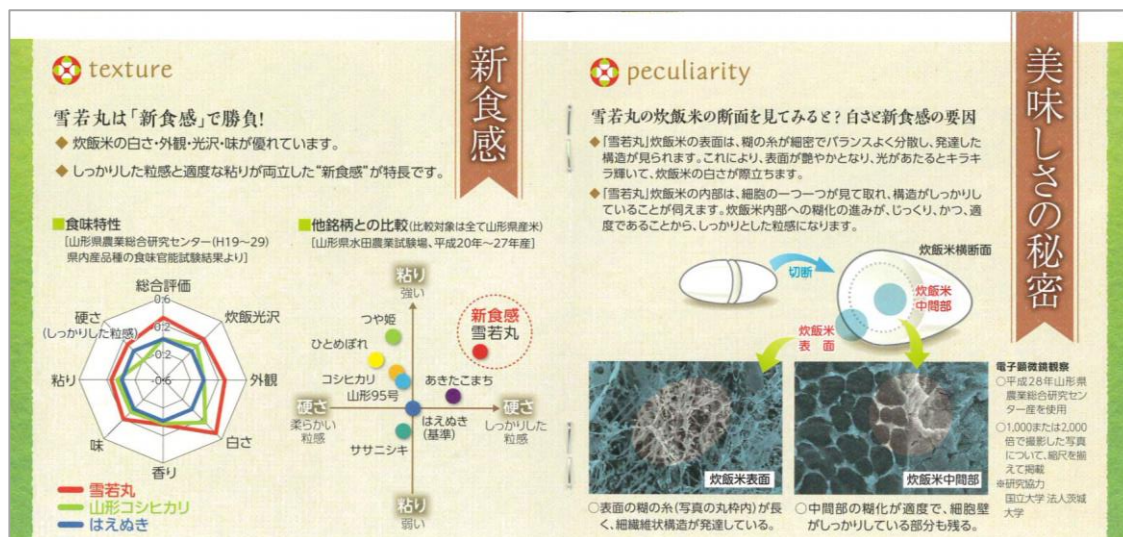 texture
新食感
雪若丸は「新食感」で勝負!
◆ 炊飯米の白さ・外観・光沢・味が優れています。
◆ しっかりした粒感と適度な粘りが両立した“新食感”が特長です。
■食味特性
[山形県農業総合研究センター(H19~29)
県内産品種の食味官能試験結果より]
総合評価
0.6
0.2
-0.2
-0.6
炊飯光沢
外観
白さ
香り
味
粘り
硬さ
(しっかりした粒感)
雪若丸
山形コシヒカリ
はえぬき
■他銘柄との比較(比較対象は全て山形県産米)
[山形県水田農業試験場、平成20年~27年産]
粘り
強い
新食感
雪若丸
つや姫
ひとめぼれ
コシヒカリ
山形95号
あきたこまち
硬さ
柔らかい
粒感
はえぬき
(基準)
硬さ
しっかりした
粒感
ササニシキ
粘り
弱い
peculiarity
美味しさの秘密
雪若丸の炊飯米の断面を見てみると?白さと新食感の要因
◆「雪若丸」炊飯米の表面は、糊の糸が細密でバランスよく分散し、発達した
構造が見られます。これにより、表面が艶やかとなり、光があたるとキラキラ
輝いて、炊飯米の白さが際立ちます。
◆「雪若丸」炊飯米の内部は、細胞の一つ一つが見て取れ、構造がしっかりし
ていることが伺えます。炊飯米内部への糊化の進みが、じっくり、かつ、適
度であることから、しっかりとした粒感になります。
切断
炊飯米横断面
炊飯米
中間部
炊飯米
表面
炊飯米表面
○表面の糊の糸(写真の丸枠内)が長
く、細繊維状構造が発達している。
炊飯米中間部
○中間部の糊化が適度で、細胞壁
がしっかりしている部分も残る。
電子顕微鏡観察
○平成28年山形県
農業総合研究セン
ター産を使用
○1,000または2,000
倍で撮影した写真
について、縮尺を揃
えて掲載
※研究協力
国立大学法人茨城
大学